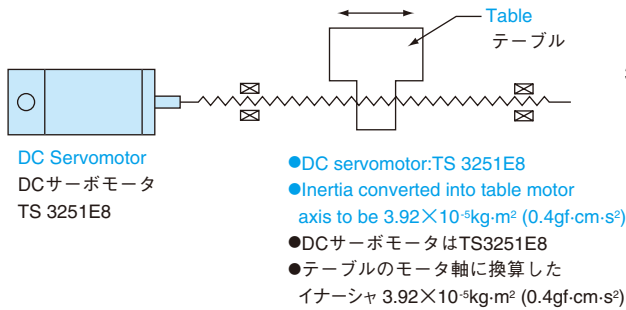 Table
テーブル
DC Servomotor
DCサーボモータ
TS 3251E8
●DC servomotor:TS 3251E8
●Inertia converted into table motor
axis to be 3.92×10⁻⁵kg·m² (0.4gf·cm·s²)
●DCサーボモータはTS3251E8
●テーブルのモータ軸に換算した
イナーシャ 3.92×10⁻⁵kg·m² (0.4gf·cm·s²)